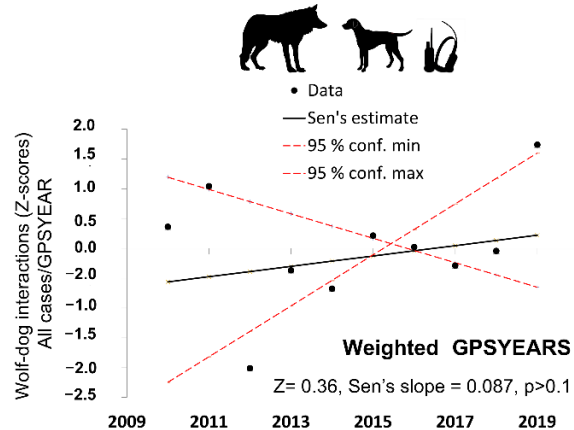 Data
Sen's estimate
95 % conf. min
95 % conf. max
Wolf-dog interactions (Z-scores)
All cases/GPSYEAR
2.0
1.5
1.0
0.5
0.0
−2.0
−1.0
−1.5
−2.0
−2.5
Weighted GPSYEARS
Z= 0.36, Sen's slope = 0.087, p>0.1
2009 2011 2013 2015 2017 2019